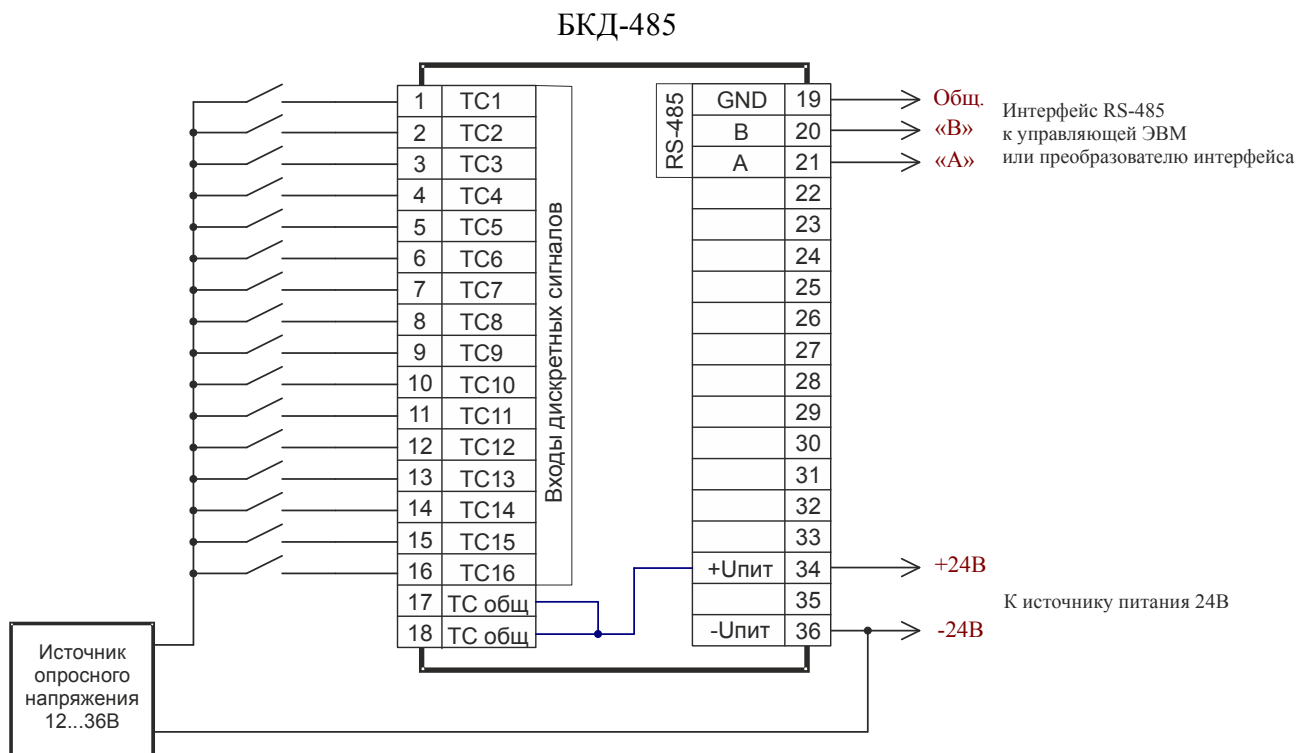 БКД-485
1 ТС1
2 ТС2
3 ТС3
4 ТС4
5 ТС5
6 ТС6
7 ТС7
8 ТС8
9 ТС9
10 ТС10
11 ТС11
12 ТС12
13 ТС13
14 ТС14
15 ТС15
16 ТС16
17 ТС общ
18 ТС общ
Входы дискретных сигналов
RS-485
GND 19
B 20
A 21
22
23
24
25
26
27
28
29
30
31
32
33
+Uпит 34
35
-Uпит 36
Общ.
«B»
«A»
Интерфейс RS-485
к управляющей ЭВМ
или преобразователю интерфейса
+24В
К источнику питания 24В
-24В
Источник
опросного
напряжения
12...36В